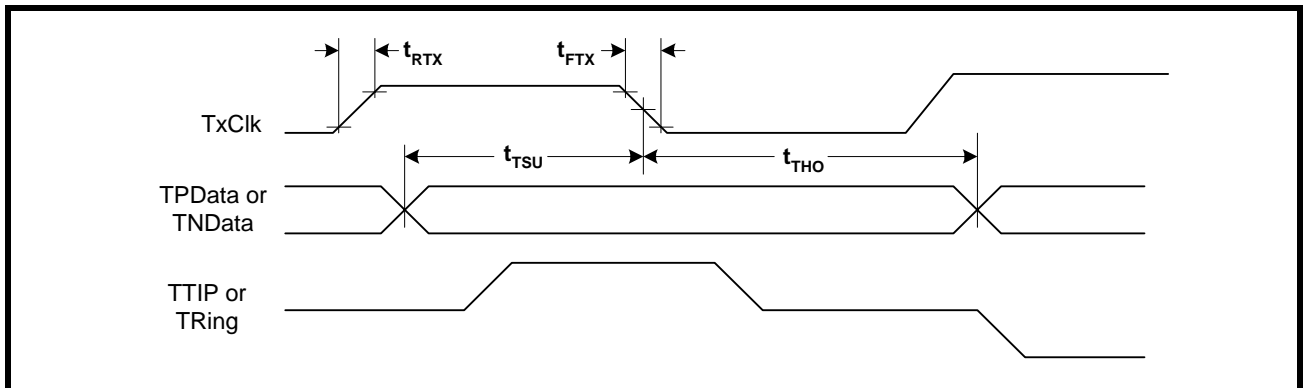 tRTX
tFTX
TxClk
tTSU
tTHO
TPData or
TNData
TTIP or
TRing